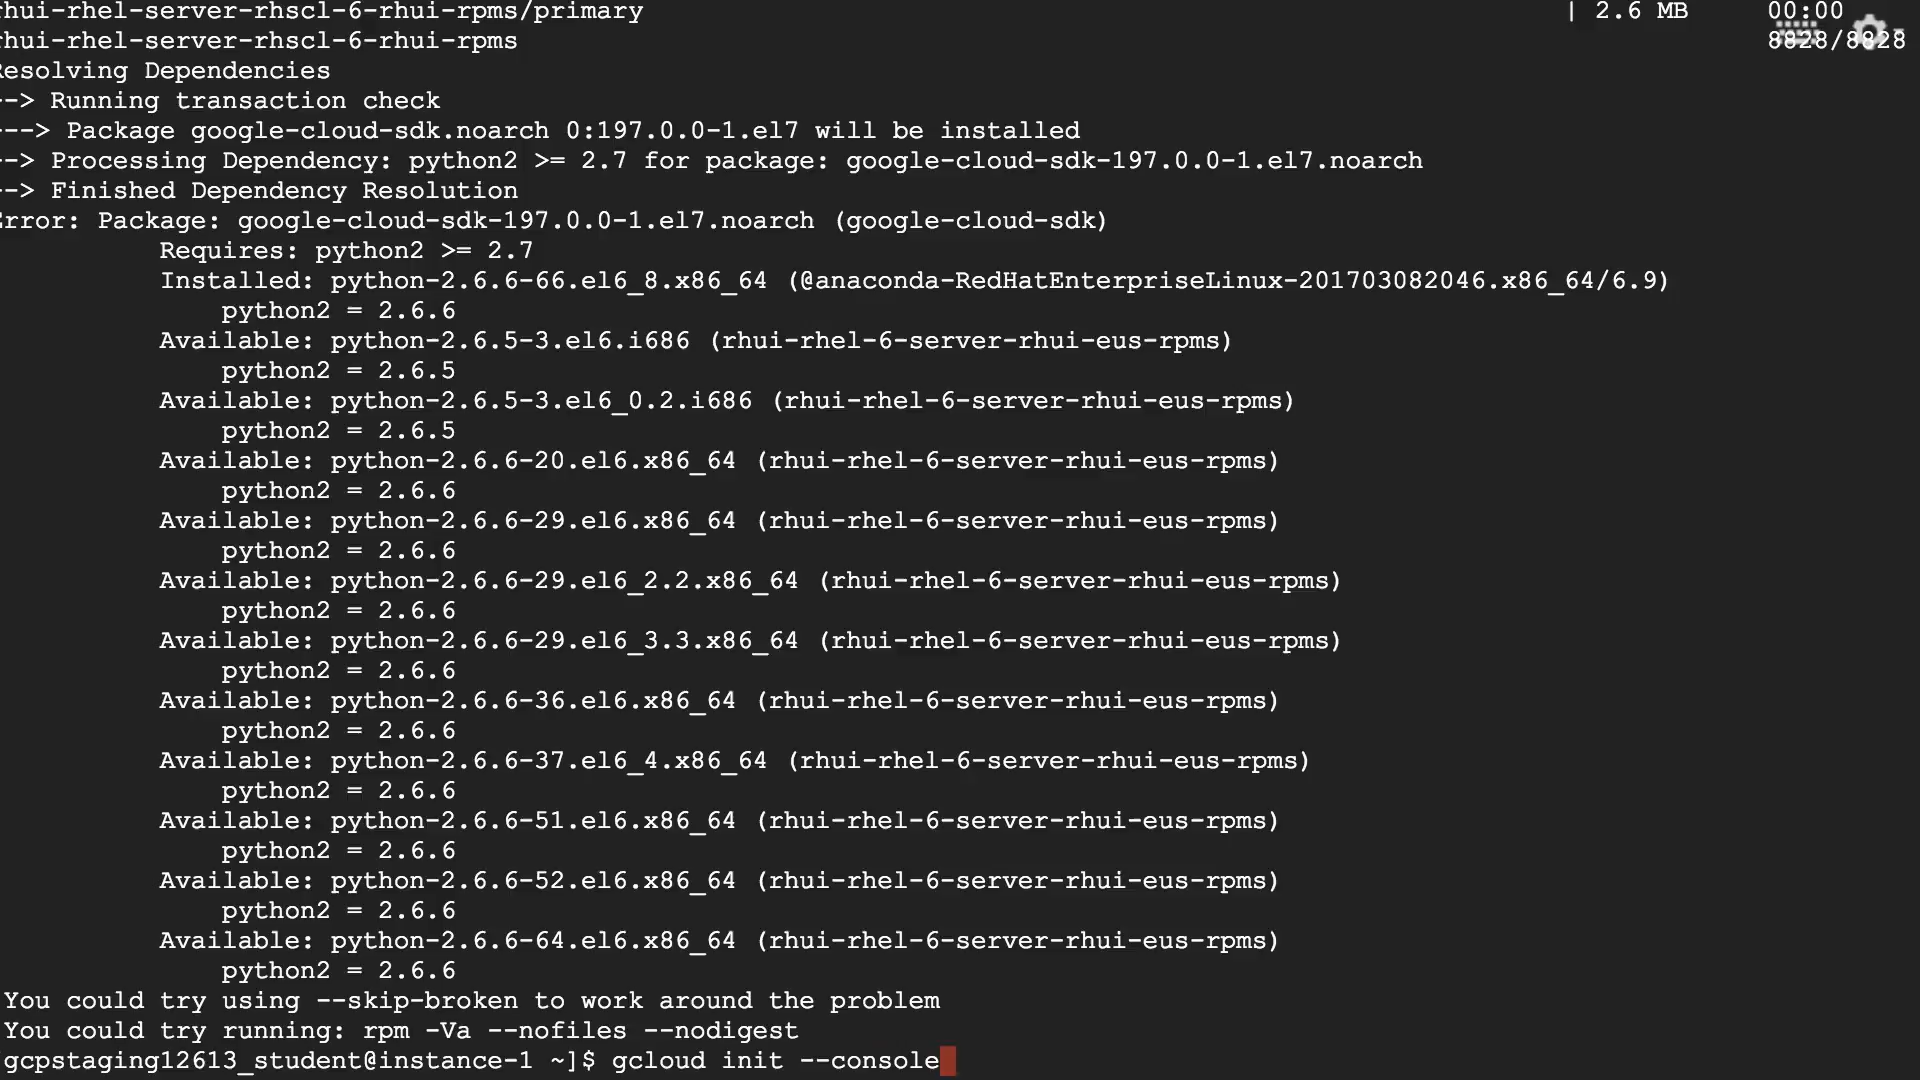 rhui-rhel-server-rhscl-6-rhui-rpms/primary | 2.6 MB 00:00
rhui-rhel-server-rhscl-6-rhui-rpms 8828/8828
Resolving Dependencies
--> Running transaction check
---> Package google-cloud-sdk.noarch 0:197.0.0-1.el7 will be installed
--> Processing Dependency: python2 >= 2.7 for package: google-cloud-sdk-197.0.0-1.el7.noarch
--> Finished Dependency Resolution
Error: Package: google-cloud-sdk-197.0.0-1.el7.noarch (google-cloud-sdk)
Requires: python2 >= 2.7
Installed: python-2.6.6-66.el6_8.x86_64 (@anaconda-RedHatEnterpriseLinux-201703082046.x86_64/6.9)
python2 = 2.6.6
Available: python-2.6.5-3.el6.i686 (rhui-rhel-6-server-rhui-eus-rpms)
python2 = 2.6.5
Available: python-2.6.5-3.el6_0.2.i686 (rhui-rhel-6-server-rhui-eus-rpms)
python2 = 2.6.5
Available: python-2.6.6-20.el6.x86_64 (rhui-rhel-6-server-rhui-eus-rpms)
python2 = 2.6.6
Available: python-2.6.6-29.el6.x86_64 (rhui-rhel-6-server-rhui-eus-rpms)
python2 = 2.6.6
Available: python-2.6.6-29.el6_2.2.x86_64 (rhui-rhel-6-server-rhui-eus-rpms)
python2 = 2.6.6
Available: python-2.6.6-29.el6_3.3.x86_64 (rhui-rhel-6-server-rhui-eus-rpms)
python2 = 2.6.6
Available: python-2.6.6-36.el6.x86_64 (rhui-rhel-6-server-rhui-eus-rpms)
python2 = 2.6.6
Available: python-2.6.6-37.el6_4.x86_64 (rhui-rhel-6-server-rhui-eus-rpms)
python2 = 2.6.6
Available: python-2.6.6-51.el6.x86_64 (rhui-rhel-6-server-rhui-eus-rpms)
python2 = 2.6.6
Available: python-2.6.6-52.el6.x86_64 (rhui-rhel-6-server-rhui-eus-rpms)
python2 = 2.6.6
Available: python-2.6.6-64.el6.x86_64 (rhui-rhel-6-server-rhui-eus-rpms)
python2 = 2.6.6
You could try using --skip-broken to work around the problem
You could try running: rpm -Va --nofiles --nodigest
gcpstaging12613_student@instance-1 ~]$ gcloud init --console